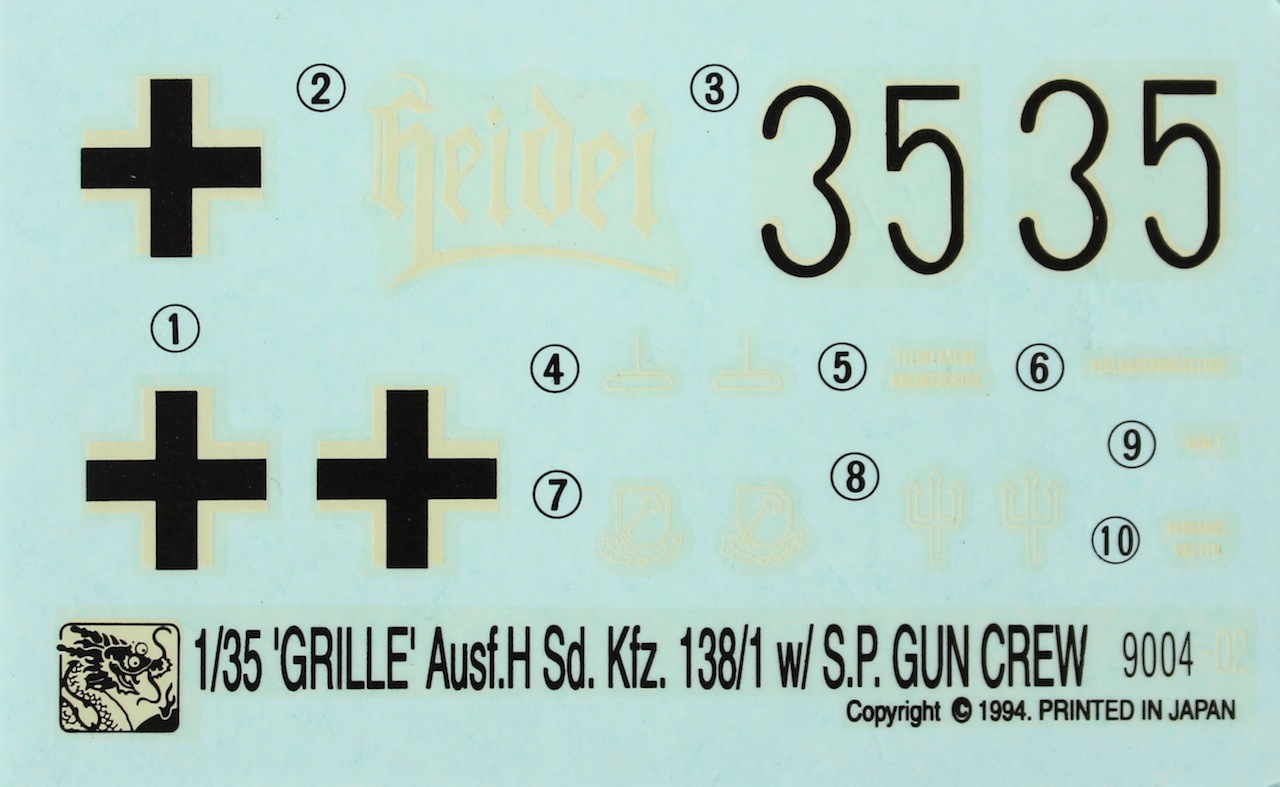 ② heidei
③ 35 35
①
④
⑤
⑥
⑦
⑧
⑨
⑩
1/35 'GRILLE' Ausf.H Sd. Kfz. 138/1 w/ S.P. GUN CREW 9004-02
Copyright © 1994. PRINTED IN JAPAN